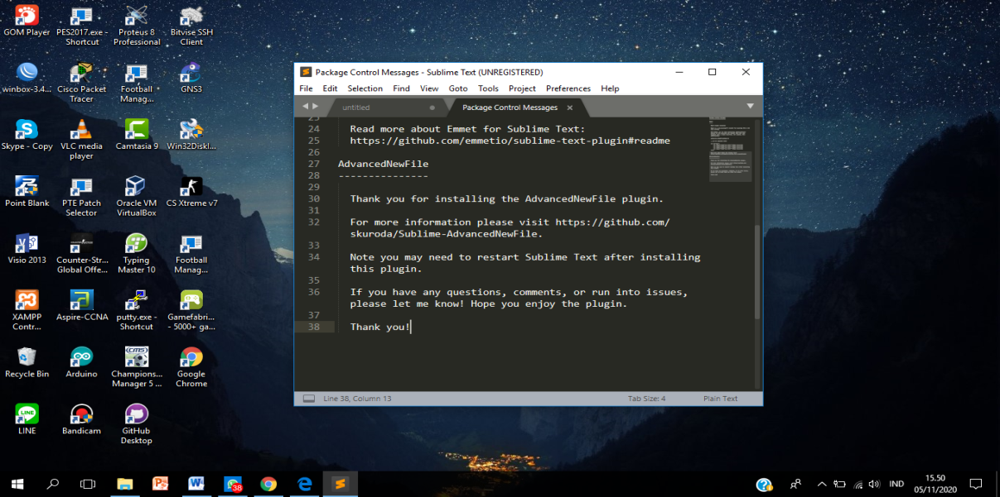 GOM Player
PES2017.exe - Shortcut
Proteus 8 Professional
Bitvise SSH Client
winbox-3.4...
Cisco Packet Tracer
Football Manag...
GNS3
Skype - Copy
VLC media player
Camtasia 9
Win32DiskI...
Point Blank
PTE Patch Selector
Oracle VM VirtualBox
CS Xtreme v7
Visio 2013
Counter-Str... Global Offe...
Typing Master 10
Football Manag...
XAMPP Contr...
Aspire-CCNA
putty.exe - Shortcut
Gamefabri... - 5000+ ga...
Recycle Bin
Arduino
Champions... Manager 5 ...
Google Chrome
LINE
Bandicam
GitHub Desktop
Package Control Messages - Sublime Text (UNREGISTERED)
File Edit Selection Find View Goto Tools Project Preferences Help
untitled
Package Control Messages
23
24 Read more about Emmet for Sublime Text:
25 https://github.com/emmetio/sublime-text-plugin#readme
26
27 AdvancedNewFile
28 ---------------
29
30 Thank you for installing the AdvancedNewFile plugin.
31
32 For more information please visit https://github.com/
skuroda/Sublime-AdvancedNewFile.
33
34 Note you may need to restart Sublime Text after installing
this plugin.
35
36 If you have any questions, comments, or run into issues,
please let me know! Hope you enjoy the plugin.
37
38 Thank you!
Line 38, Column 13
Tab Size: 4
Plain Text
38
IND
15.50
05/11/2020